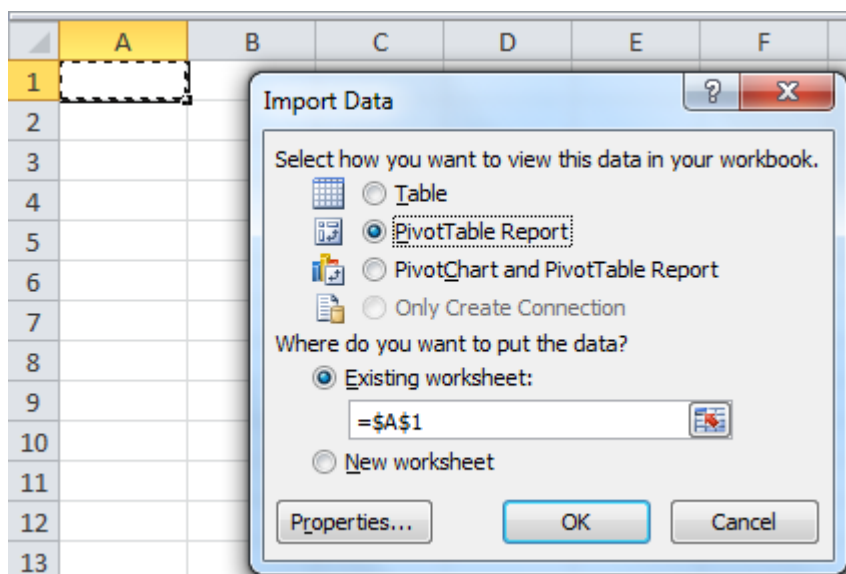 A B C D E F
1
2
3
4
5
6
7
8
9
10
11
12
13
Import Data
?
Select how you want to view this data in your workbook.
Table
PivotTable Report
PivotChart and PivotTable Report
Only Create Connection
Where do you want to put the data?
Existing worksheet:
=$A$1
New worksheet
Properties... OK Cancel